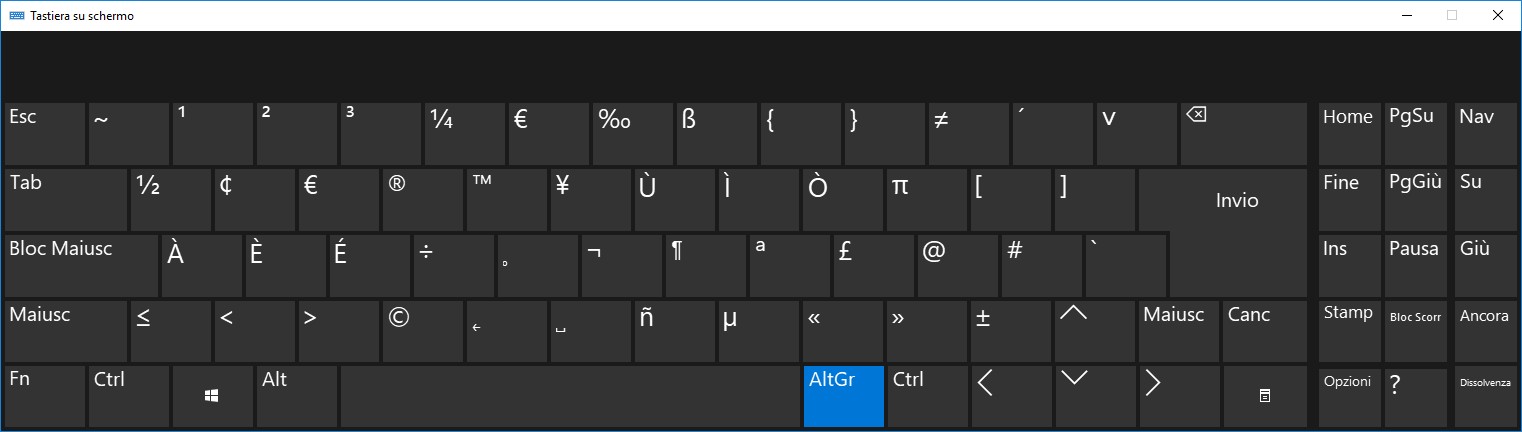 Tastiera su schermo
Esc ~ ¹ ² ³ ¼ € ‰ ß { } ≠ ´ v Home PgSu Nav
Tab ½ ¢ € ® ™ ¥ Ù Ì Ò π [ ] Invio Fine PgGiù Su
Bloc Maiusc À È É ÷ ¬ ¶ ª £ @ # ` Ins Pausa Giù
Maiusc ≤ < > © ← ␣ ñ µ « » ± Maiusc Canc Stamp Bloc Scorr Ancora
Fn Ctrl Alt AltGr Ctrl Opzioni ? Dissolvenza